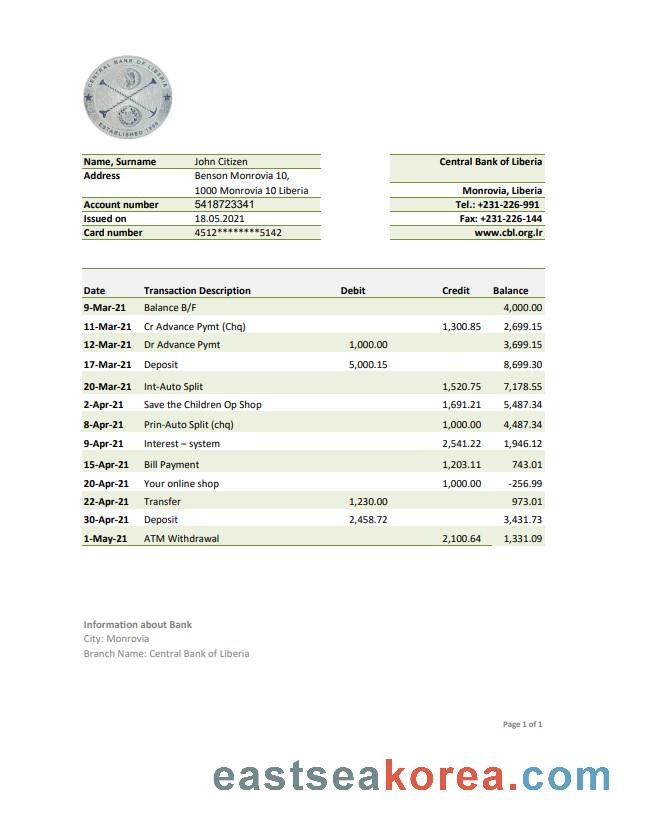 CENTRAL BANK OF LIBERIA
ESTABLISHED 1999
Name, Surname John Citizen
Address Benson Monrovia 10,
1000 Monrovia 10 Liberia
Account number 5418723341
Issued on 18.05.2021
Card number 4512********5142
Central Bank of Liberia
Monrovia, Liberia
Tel.: +231-226-991
Fax: +231-226-144
www.cbl.org.lr
Date Transaction Description Debit Credit Balance
9-Mar-21 Balance B/F 4,000.00
11-Mar-21 Cr Advance Pymt (Chq) 1,300.85 2,699.15
12-Mar-21 Dr Advance Pymt 1,000.00 3,699.15
17-Mar-21 Deposit 5,000.15 8,699.30
20-Mar-21 Int-Auto Split 1,520.75 7,178.55
2-Apr-21 Save the Children Op Shop 1,691.21 5,487.34
8-Apr-21 Prin-Auto Split (chq) 1,000.00 4,487.34
9-Apr-21 Interest – system 2,541.22 1,946.12
15-Apr-21 Bill Payment 1,203.11 743.01
20-Apr-21 Your online shop 1,000.00 -256.99
22-Apr-21 Transfer 1,230.00 973.01
30-Apr-21 Deposit 2,458.72 3,431.73
1-May-21 ATM Withdrawal 2,100.64 1,331.09
Information about Bank
City: Monrovia
Branch Name: Central Bank of Liberia
Page 1 of 1
eastseakorea.com